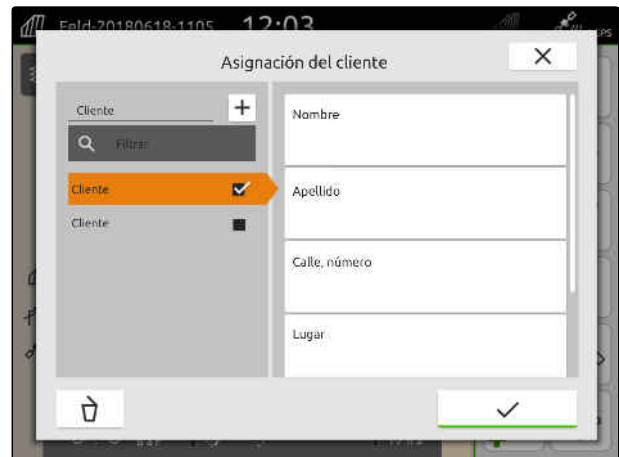 Feld-20180618-1105 12:03
Asignación del cliente
Cliente
Filtrar
Cliente
Cliente
Nombre
Apellido
Calle, número
Lugar